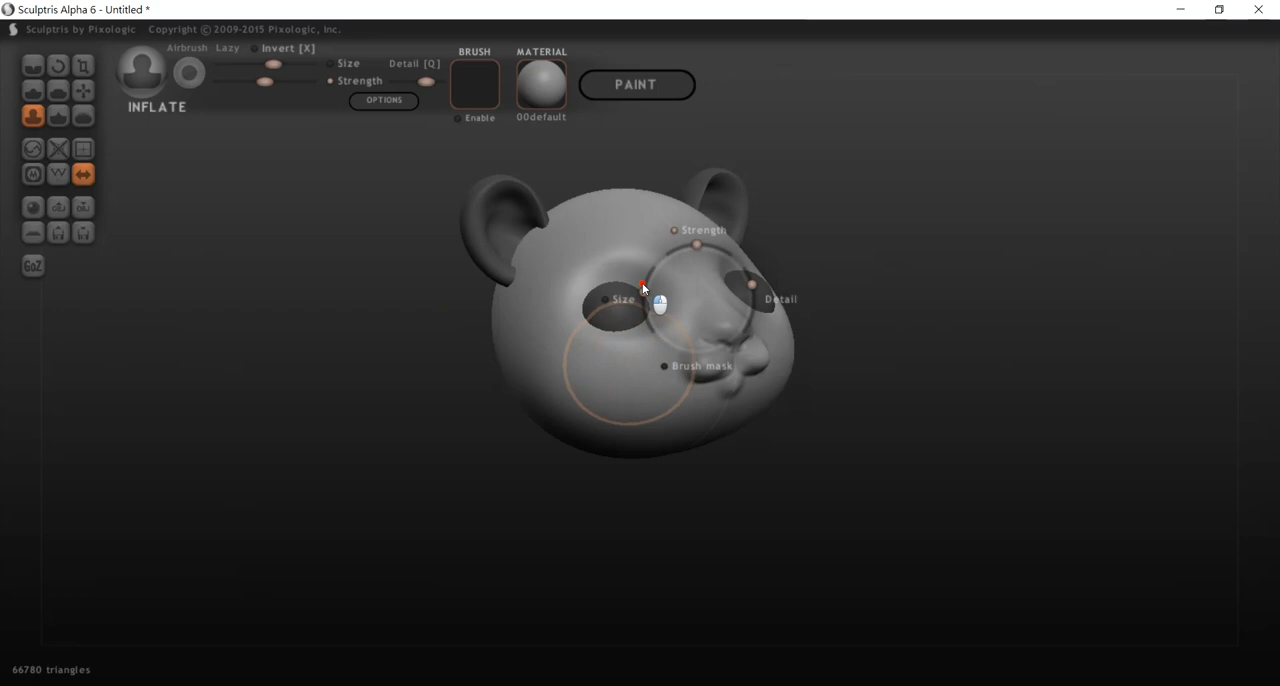 Sculptris Alpha 6 - Untitled *
Sculptris by Pixologic Copyright © 2009-2015 Pixologic, Inc.
Airbrush Lazy Invert [X]
Size Detail [Q]
Strength
OPTIONS
INFLATE
BRUSH
Enable
MATERIAL
00default
PAINT
GoZ
Strength
Size
Detail
Brush mask
66780 triangles